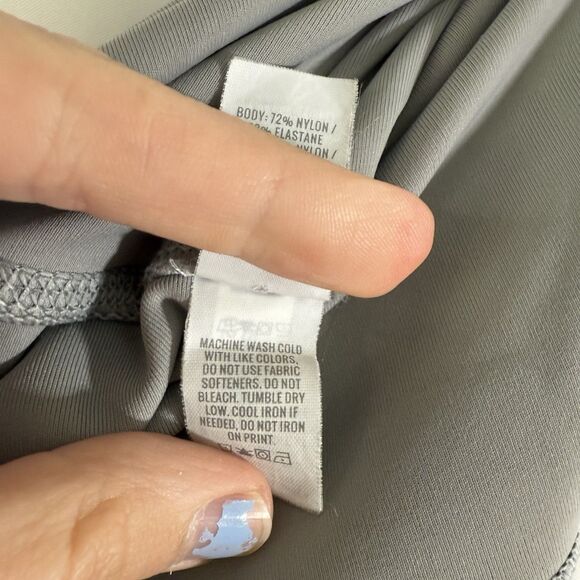 BODY: 72% NYLON /
ELASTANE
NYLON /
MACHINE WASH COLD
WITH LIKE COLORS,
DO NOT USE FABRIC
SOFTENERS. DO NOT
BLEACH. TUMBLE DRY
LOW. COOL IRON IF
NEEDED, DO NOT IRON
ON PRINT.